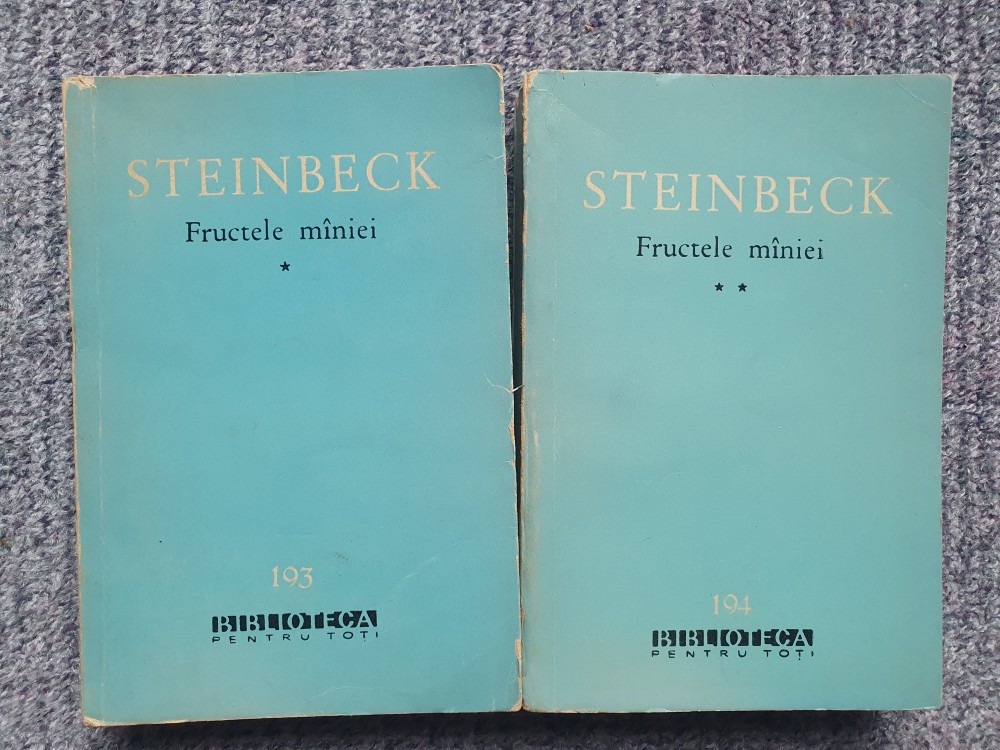 STEINBECK
Fructele mîniei
*
193
BIBLIOTECA
PENTRU TOȚI
STEINBECK
Fructele mîniei
* *
194
BIBLIOTECA
PENTRU TOȚI